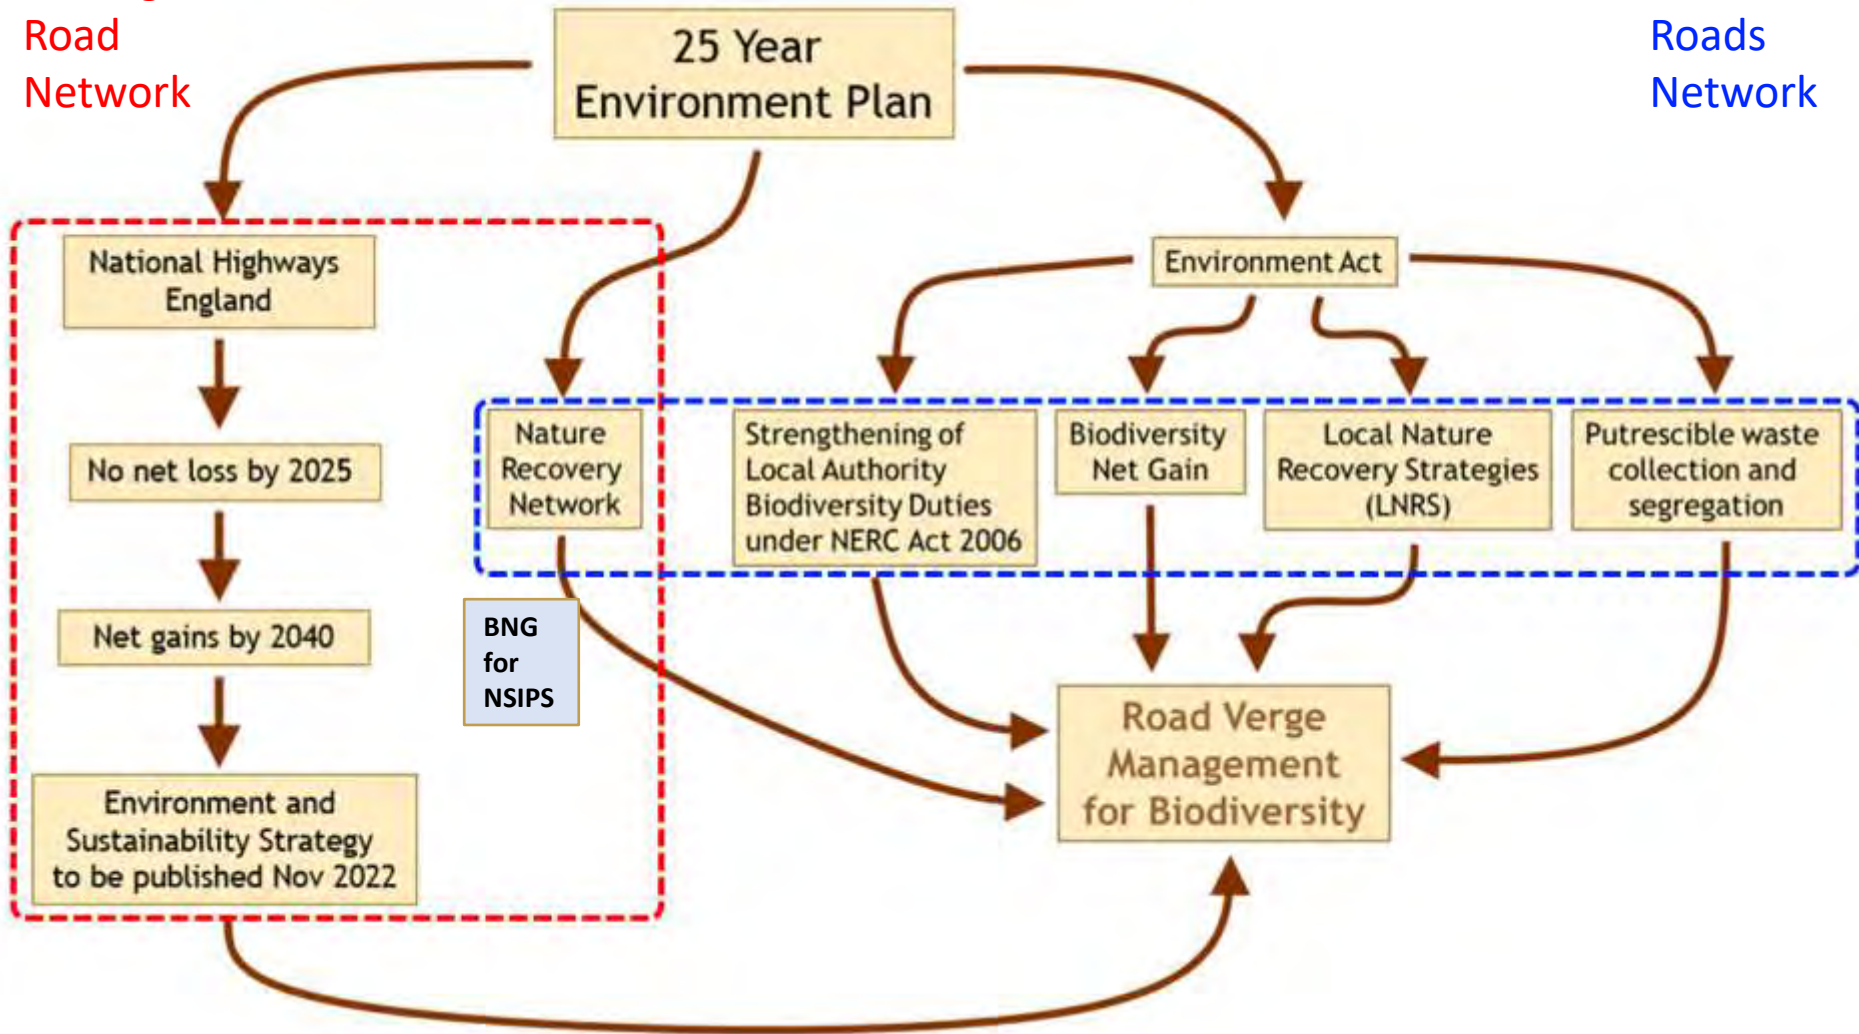 Road
Network
25 Year
Environment Plan
Roads
Network
National Highways
England
Environment Act
No net loss by 2025
Nature
Recovery
Network
Strengthening of
Local Authority
Biodiversity Duties
under NERC Act 2006
Biodiversity
Net Gain
Local Nature
Recovery Strategies
(LNRS)
Putrescible waste
collection and
segregation
Net gains by 2040
BNG
for
NSIPS
Road Verge
Management
for Biodiversity
Environment and
Sustainability Strategy
to be published Nov 2022